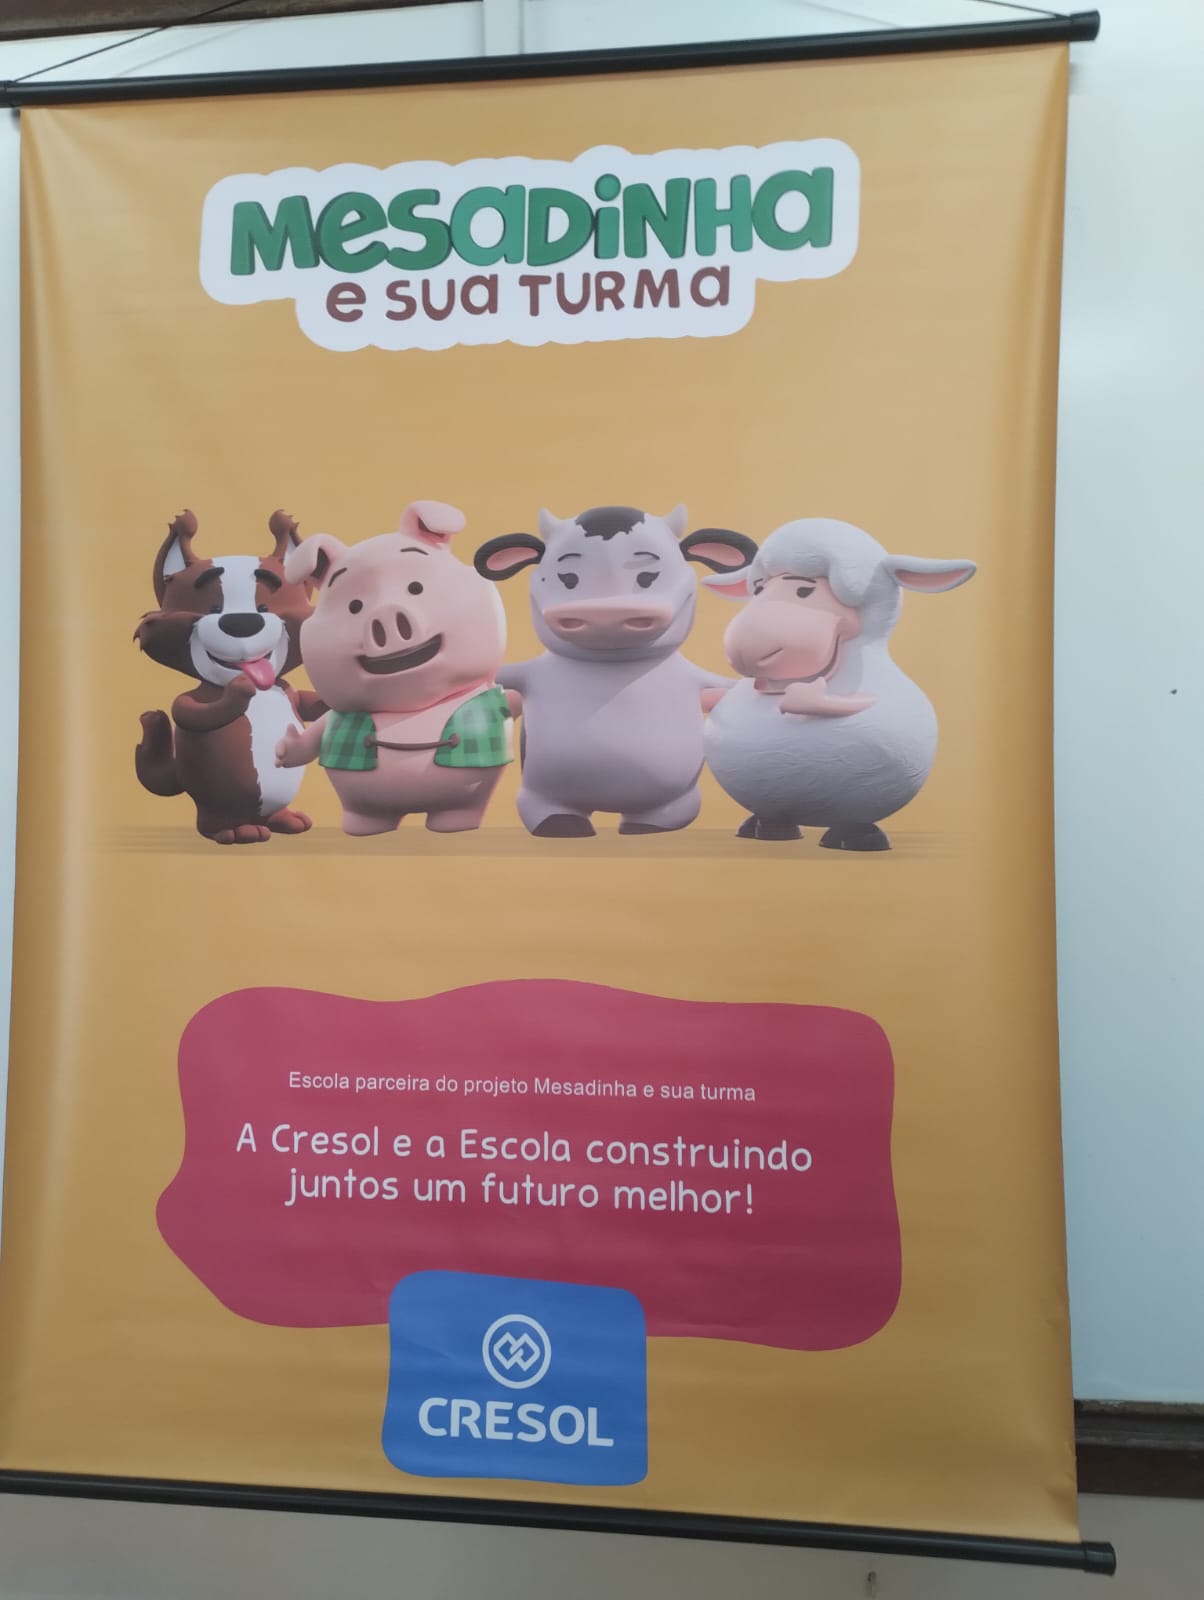 MESADINHA
E SUA TURMA
Escola parceira do projeto Mesadinha e sua turma
A Cresol e a Escola construindo
juntos um futuro melhor!
CRESOL